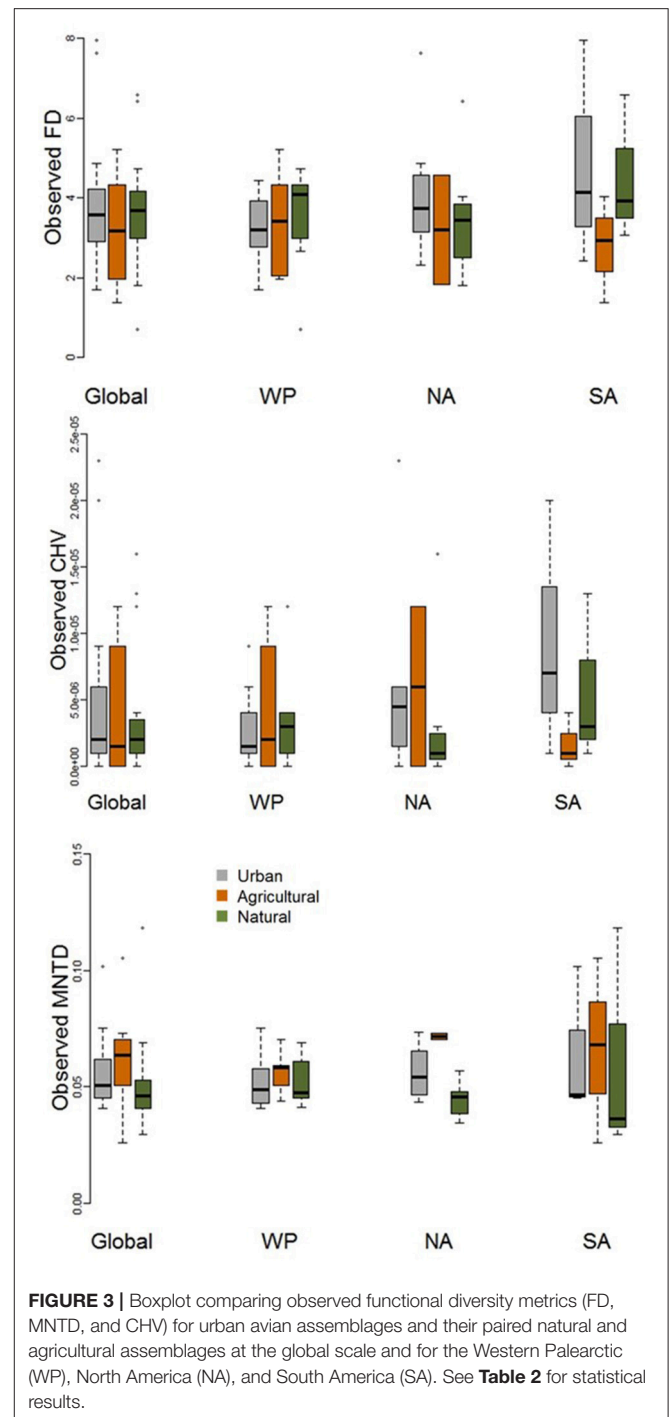 Observed FD
8
6
4
2
0
Global WP NA SA
Observed CHV
2.5e-05
2.0e-05
1.5e-05
1.0e-05
5.0e-06
0.0e+00
Global WP NA SA
Observed MNTD
0.15
0.10
0.05
0.00
Urban
Agricultural
Natural
Global WP NA SA
FIGURE 3 | Boxplot comparing observed functional diversity metrics (FD,
MNTD, and CHV) for urban avian assemblages and their paired natural and
agricultural assemblages at the global scale and for the Western Palearctic
(WP), North America (NA), and South America (SA). See Table 2 for statistical
results.